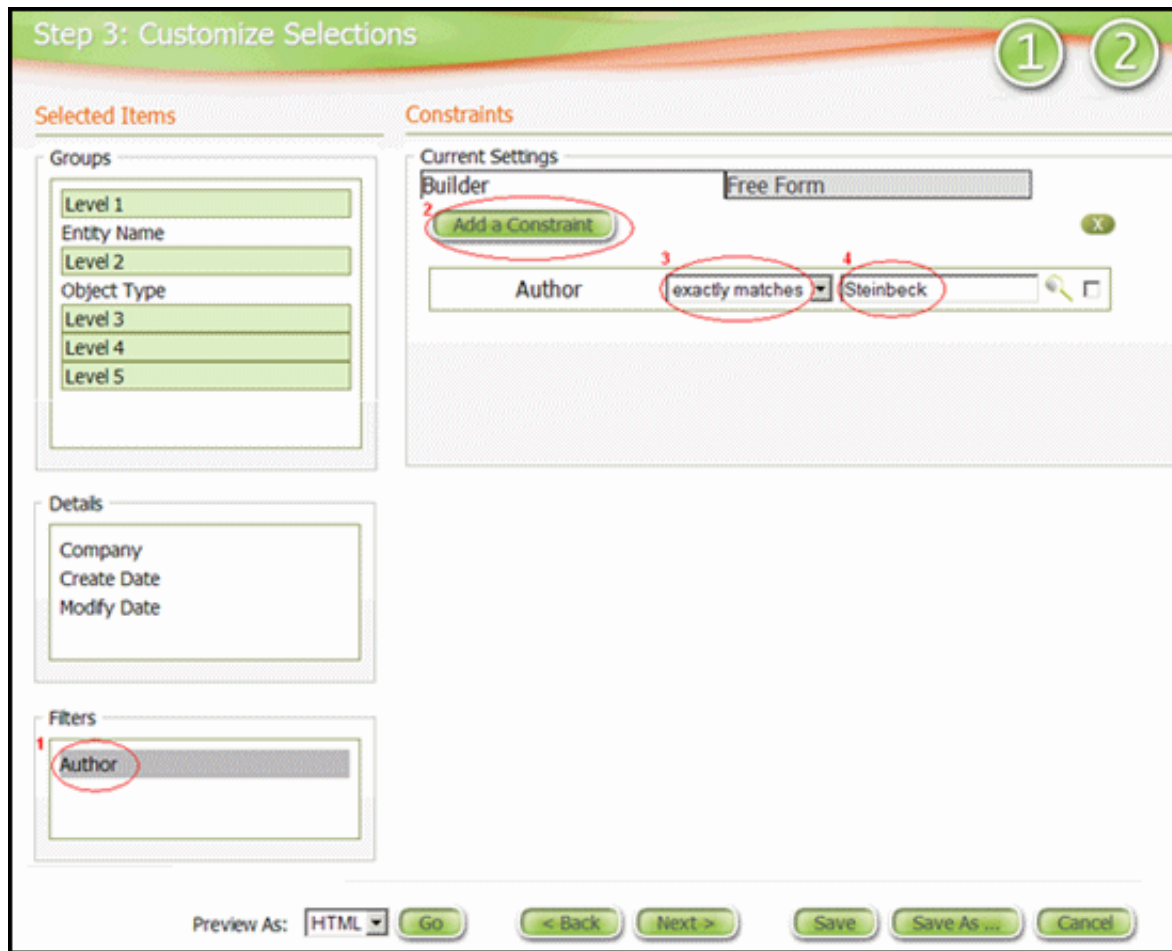 Step 3: Customize Selections
1 2
Selected Items
Constraints
Groups
Level 1
Entity Name
Level 2
Object Type
Level 3
Level 4
Level 5
Current Settings
Builder Free Form
2 Add a Constraint X
3 4
Author exactly matches Steinbeck
Details
Company
Create Date
Modify Date
Filters
1
Author
Preview As: HTML Go < Back Next > Save Save As ... Cancel